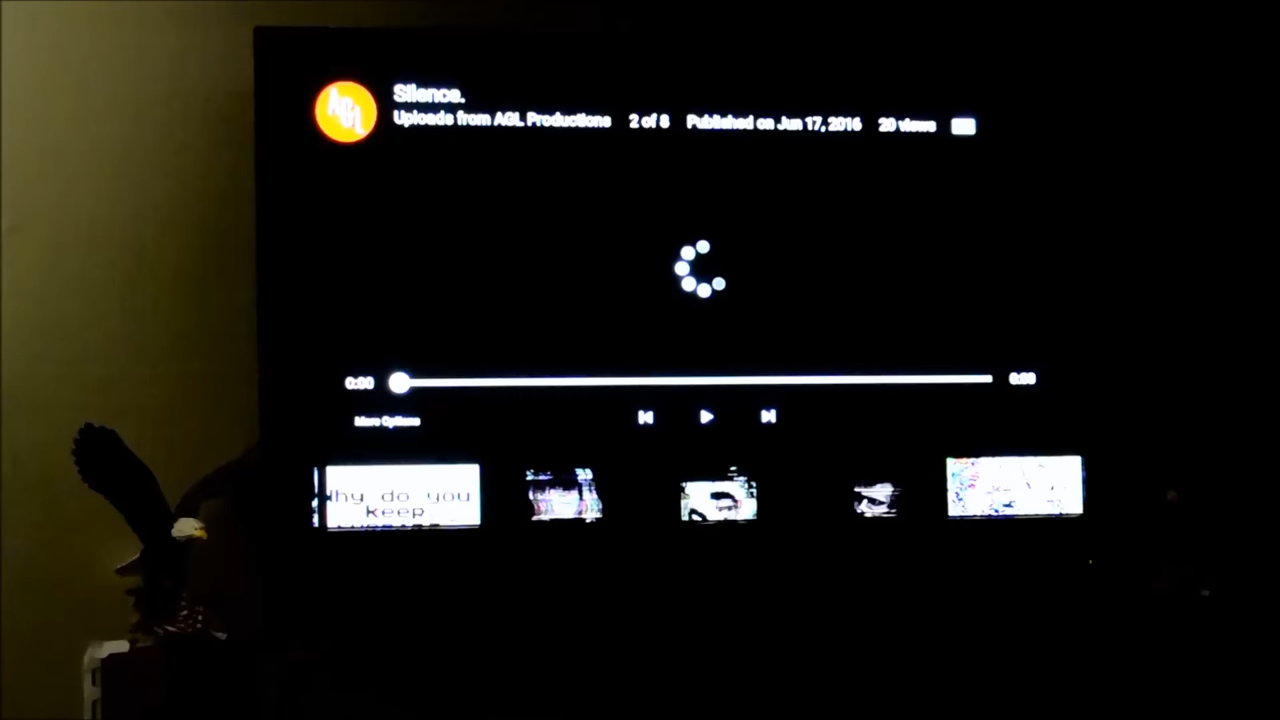 AGL
Silence.
Uploads from AGL Productions 2 of 8 Published on Jun 17, 2016 20 views
0:00 0:00
More Options
Why do you
keep